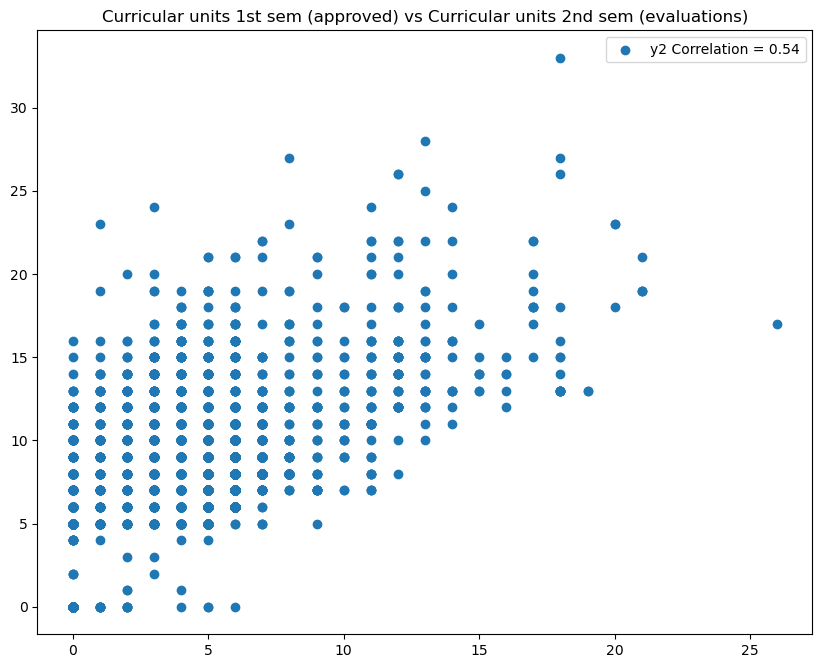 Curricular units 1st sem (approved) vs Curricular units 2nd sem (evaluations)
y2 Correlation = 0.54
30
25
20
15
10
5
0
0 5 10 15 20 25